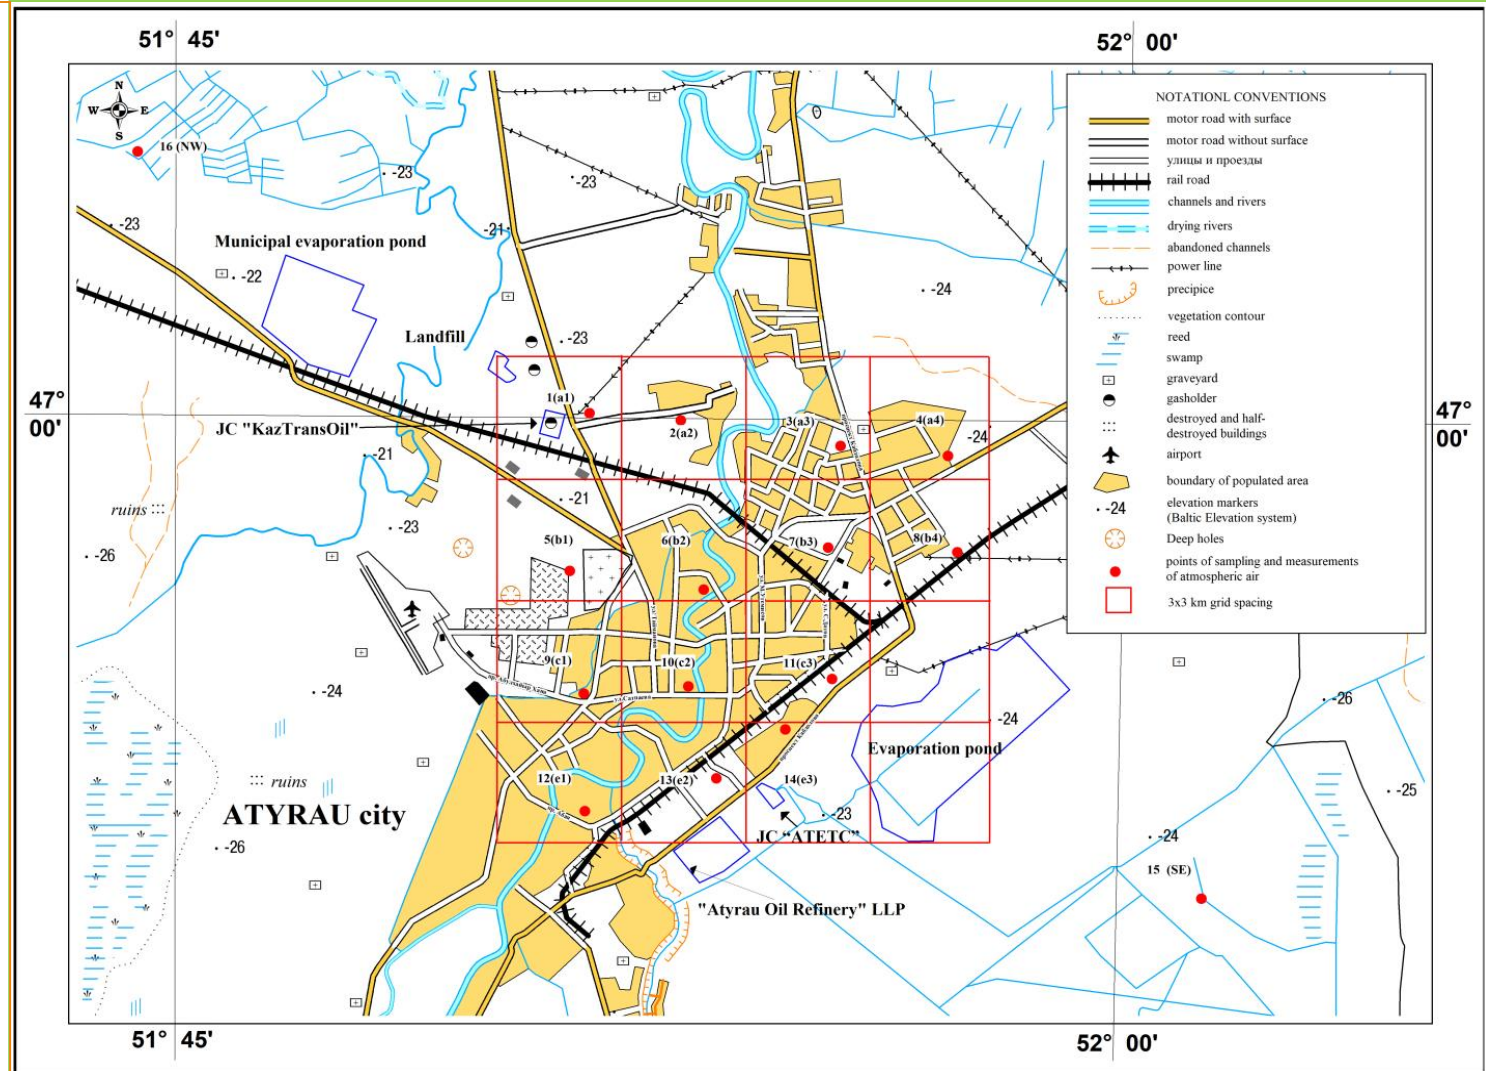 51° 45'
52° 00'
N
W E
S
16 (NW)
-23
-23
-23
-21
Municipal evaporation pond
-22
-24
Landfill
-23
47°
00'
47°
00'
1(a1)
2(a2)
3(a3)
4(a4)
-24
JC "KazTransOil"
-21
-21
ruins
-23
-26
5(b1)
6(b2)
7(b3)
8(b4)
9(c1)
10(c2)
11(c3)
ул.Сатпаева
-24
-24
-26
Evaporation pond
ruins
12(e1)
13(e2)
14(e3)
ATYRAU city
-23
-25
JC “ATETC”
-24
-26
15 (SE)
"Atyrau Oil Refinery" LLP
51° 45'
52° 00'
NOTATIONL CONVENTIONS
motor road with surface
motor road without surface
улицы и проезды
rail road
channels and rivers
drying rivers
abandoned channels
power line
precipice
vegetation contour
reed
swamp
graveyard
gasholder
destroyed and half-
destroyed buildings
airport
boundary of populated area
-24
elevation markers
(Baltic Elevation system)
Deep holes
points of sampling and measurements
of atmospheric air
3x3 km grid spacing